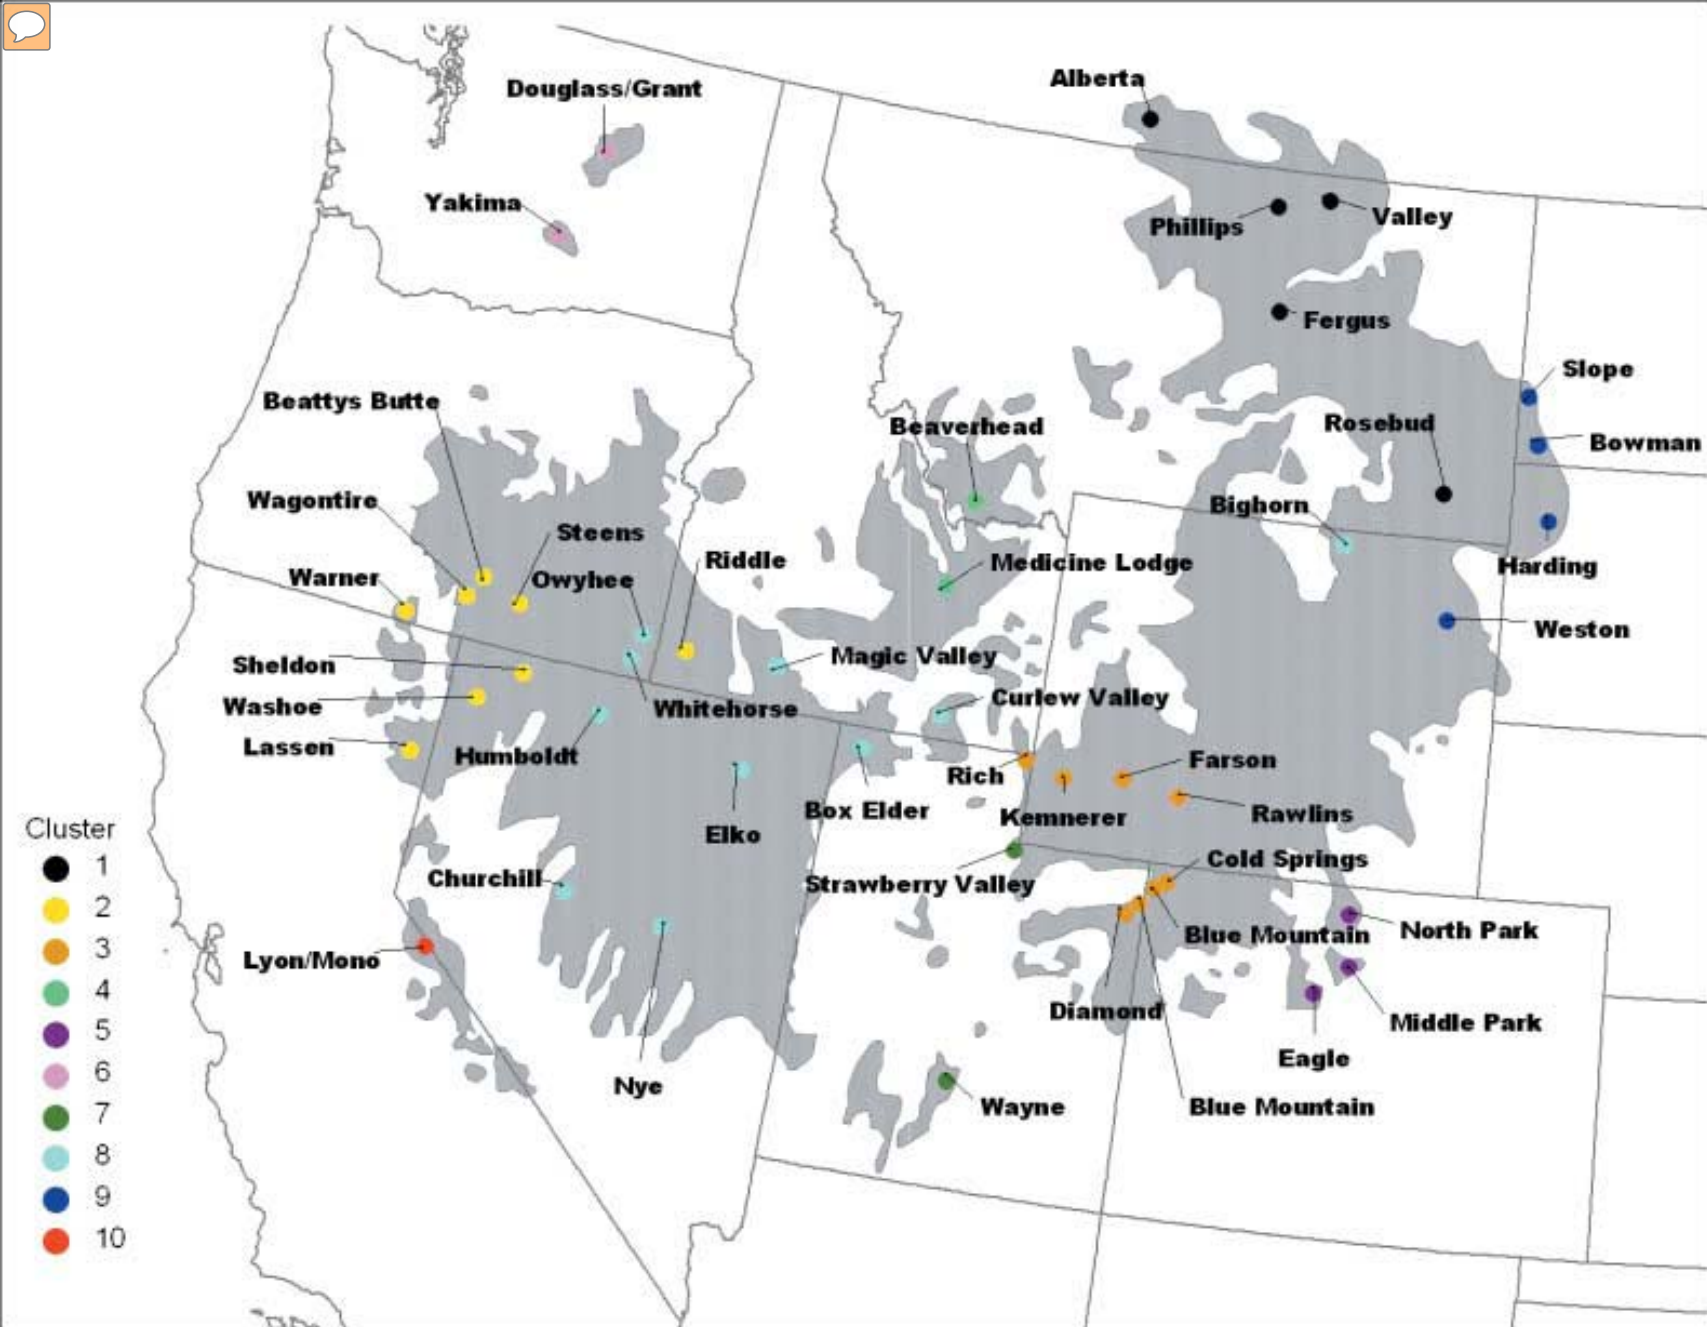 Alberta
Douglass/Grant
Yakima
Phillips
Valley
Fergus
Slope
Beattys Butte
Beaverhead
Rosebud
Bowman
Wagontire
Bighorn
Steens
Riddle
Medicine Lodge
Harding
Warner
Owyhee
Weston
Sheldon
Magic Valley
Washoe
Whitehorse
Curlew Valley
Lassen
Humboldt
Rich
Farson
Box Elder
Kemnerer
Rawlins
Cluster
Elko
1
Cold Springs
Churchill
Strawberry Valley
2
Blue Mountain
North Park
3
Lyon/Mono
4
Diamond
Middle Park
5
Eagle
6
Nye
Wayne
Blue Mountain
7
8
9
10